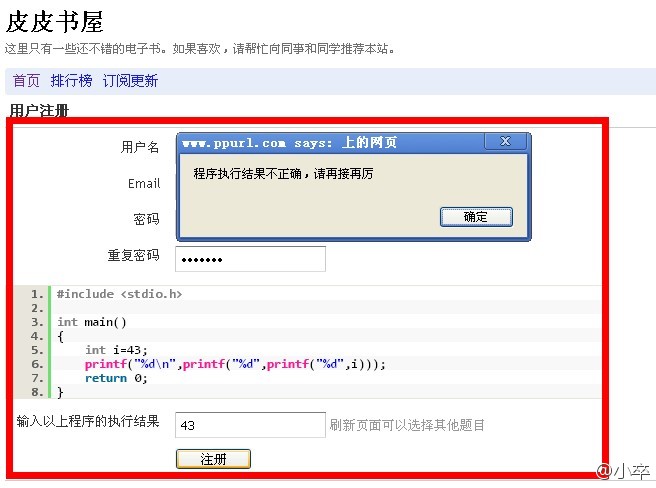 皮皮书屋
这里只有一些还不错的电子书。如果喜欢，请帮忙向同事和同学推荐本站。
首页 排行榜 订阅更新
用户注册
用户名
www.ppurl.com says: 上的网页
程序执行结果不正确，请再接再厉
确定
Email
密码
重复密码 •••••••
1. #include <stdio.h>
2.
3. int main()
4. {
5. int i=43;
6. printf("%d\n",printf("%d",printf("%d",i)));
7. return 0;
8. }
输入以上程序的执行结果 43 刷新页面可以选择其他题目
注册
@小卒